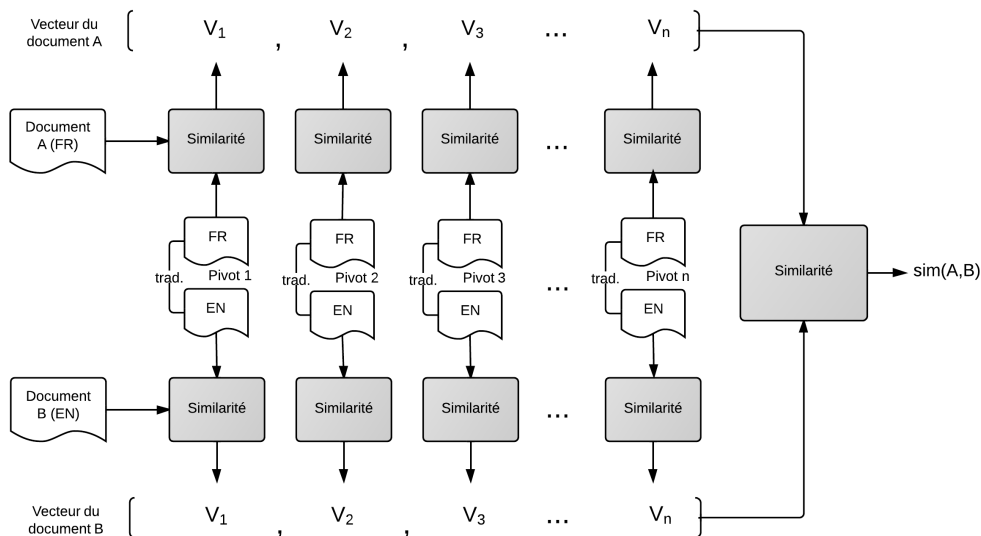 Vecteur du
document A
V1 , V2 , V3 ... Vn
Document
A (FR)
Similarité Similarité Similarité ... Similarité
FR FR FR FR
trad. Pivot 1 trad. Pivot 2 trad. Pivot 3 ... trad. Pivot n
EN EN EN EN
Similarité sim(A,B)
Document
B (EN)
Similarité Similarité Similarité ... Similarité
Vecteur du
document B
V1 , V2 , V3 ... Vn